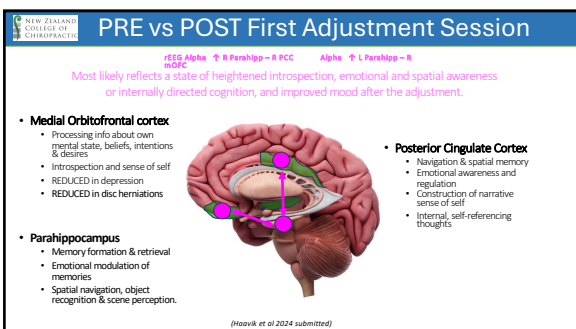 NEW ZEALAND
COLLEGE OF
CHIROPRACTIC
PRE vs POST First Adjustment Session
rEEG Alpha ↑ R Parahipp – R PCC Alpha ↑ L Parahipp – R
mOFC
Most likely reflects a state of heightened introspection, emotional and spatial awareness
or internally directed cognition, and improved mood after the adjustment.
• Medial Orbitofrontal cortex
• Processing info about own
mental state, beliefs, intentions
& desires
• Introspection and sense of self
• REDUCED in depression
• REDUCED in disc herniations
• Parahippocampus
• Memory formation & retrieval
• Emotional modulation of
memories
• Spatial navigation, object
recognition & scene perception.
• Posterior Cingulate Cortex
• Navigation & spatial memory
• Emotional awareness and
regulation
• Construction of narrative
sense of self
• Internal, self-referencing
thoughts
(Haavik et al 2024 submitted)